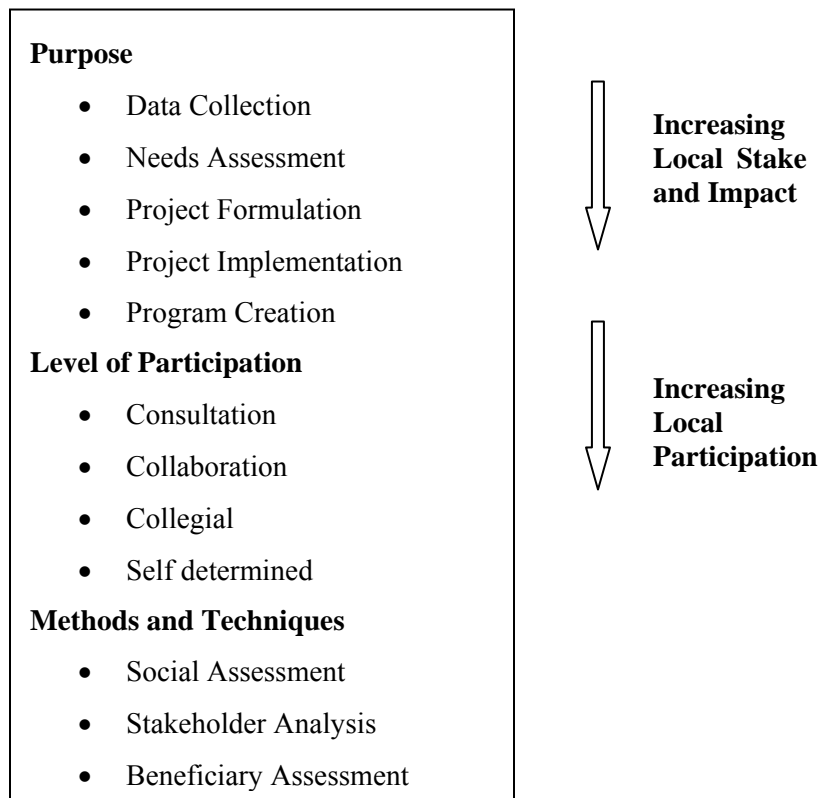 Purpose
• Data Collection
• Needs Assessment
• Project Formulation
• Project Implementation
• Program Creation
Level of Participation
• Consultation
• Collaboration
• Collegial
• Self determined
Methods and Techniques
• Social Assessment
• Stakeholder Analysis
• Beneficiary Assessment
Increasing
Local Stake
and Impact
Increasing
Local
Participation